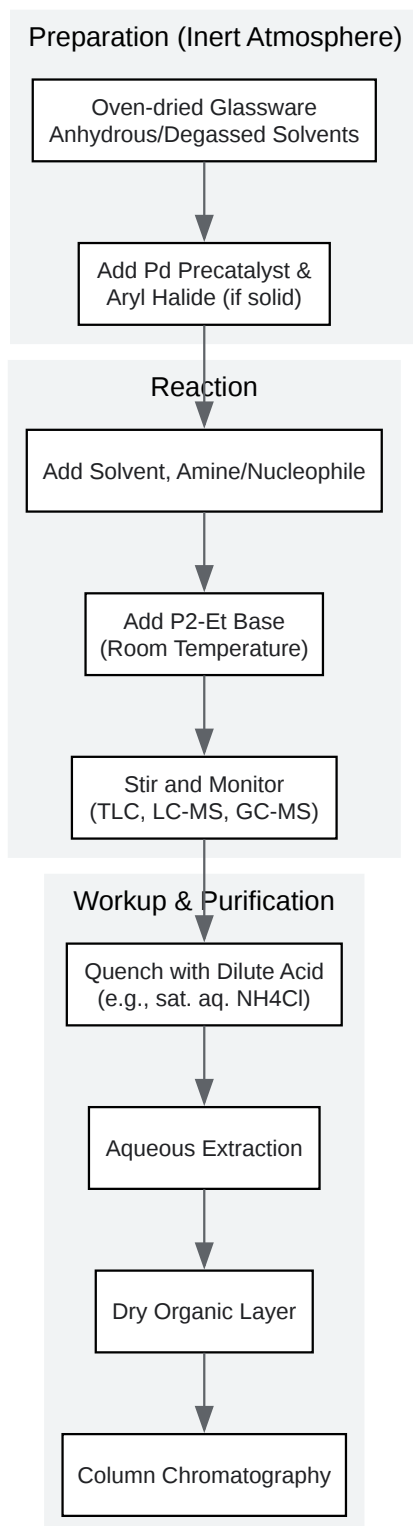 Preparation (Inert Atmosphere)
Oven-dried Glassware
Anhydrous/Degassed Solvents
Add Pd Precatalyst &
Aryl Halide (if solid)
Reaction
Add Solvent, Amine/Nucleophile
Add P2-Et Base
(Room Temperature)
Stir and Monitor
(TLC, LC-MS, GC-MS)
Workup & Purification
Quench with Dilute Acid
(e.g., sat. aq. NH4Cl)
Aqueous Extraction
Dry Organic Layer
Column Chromatography